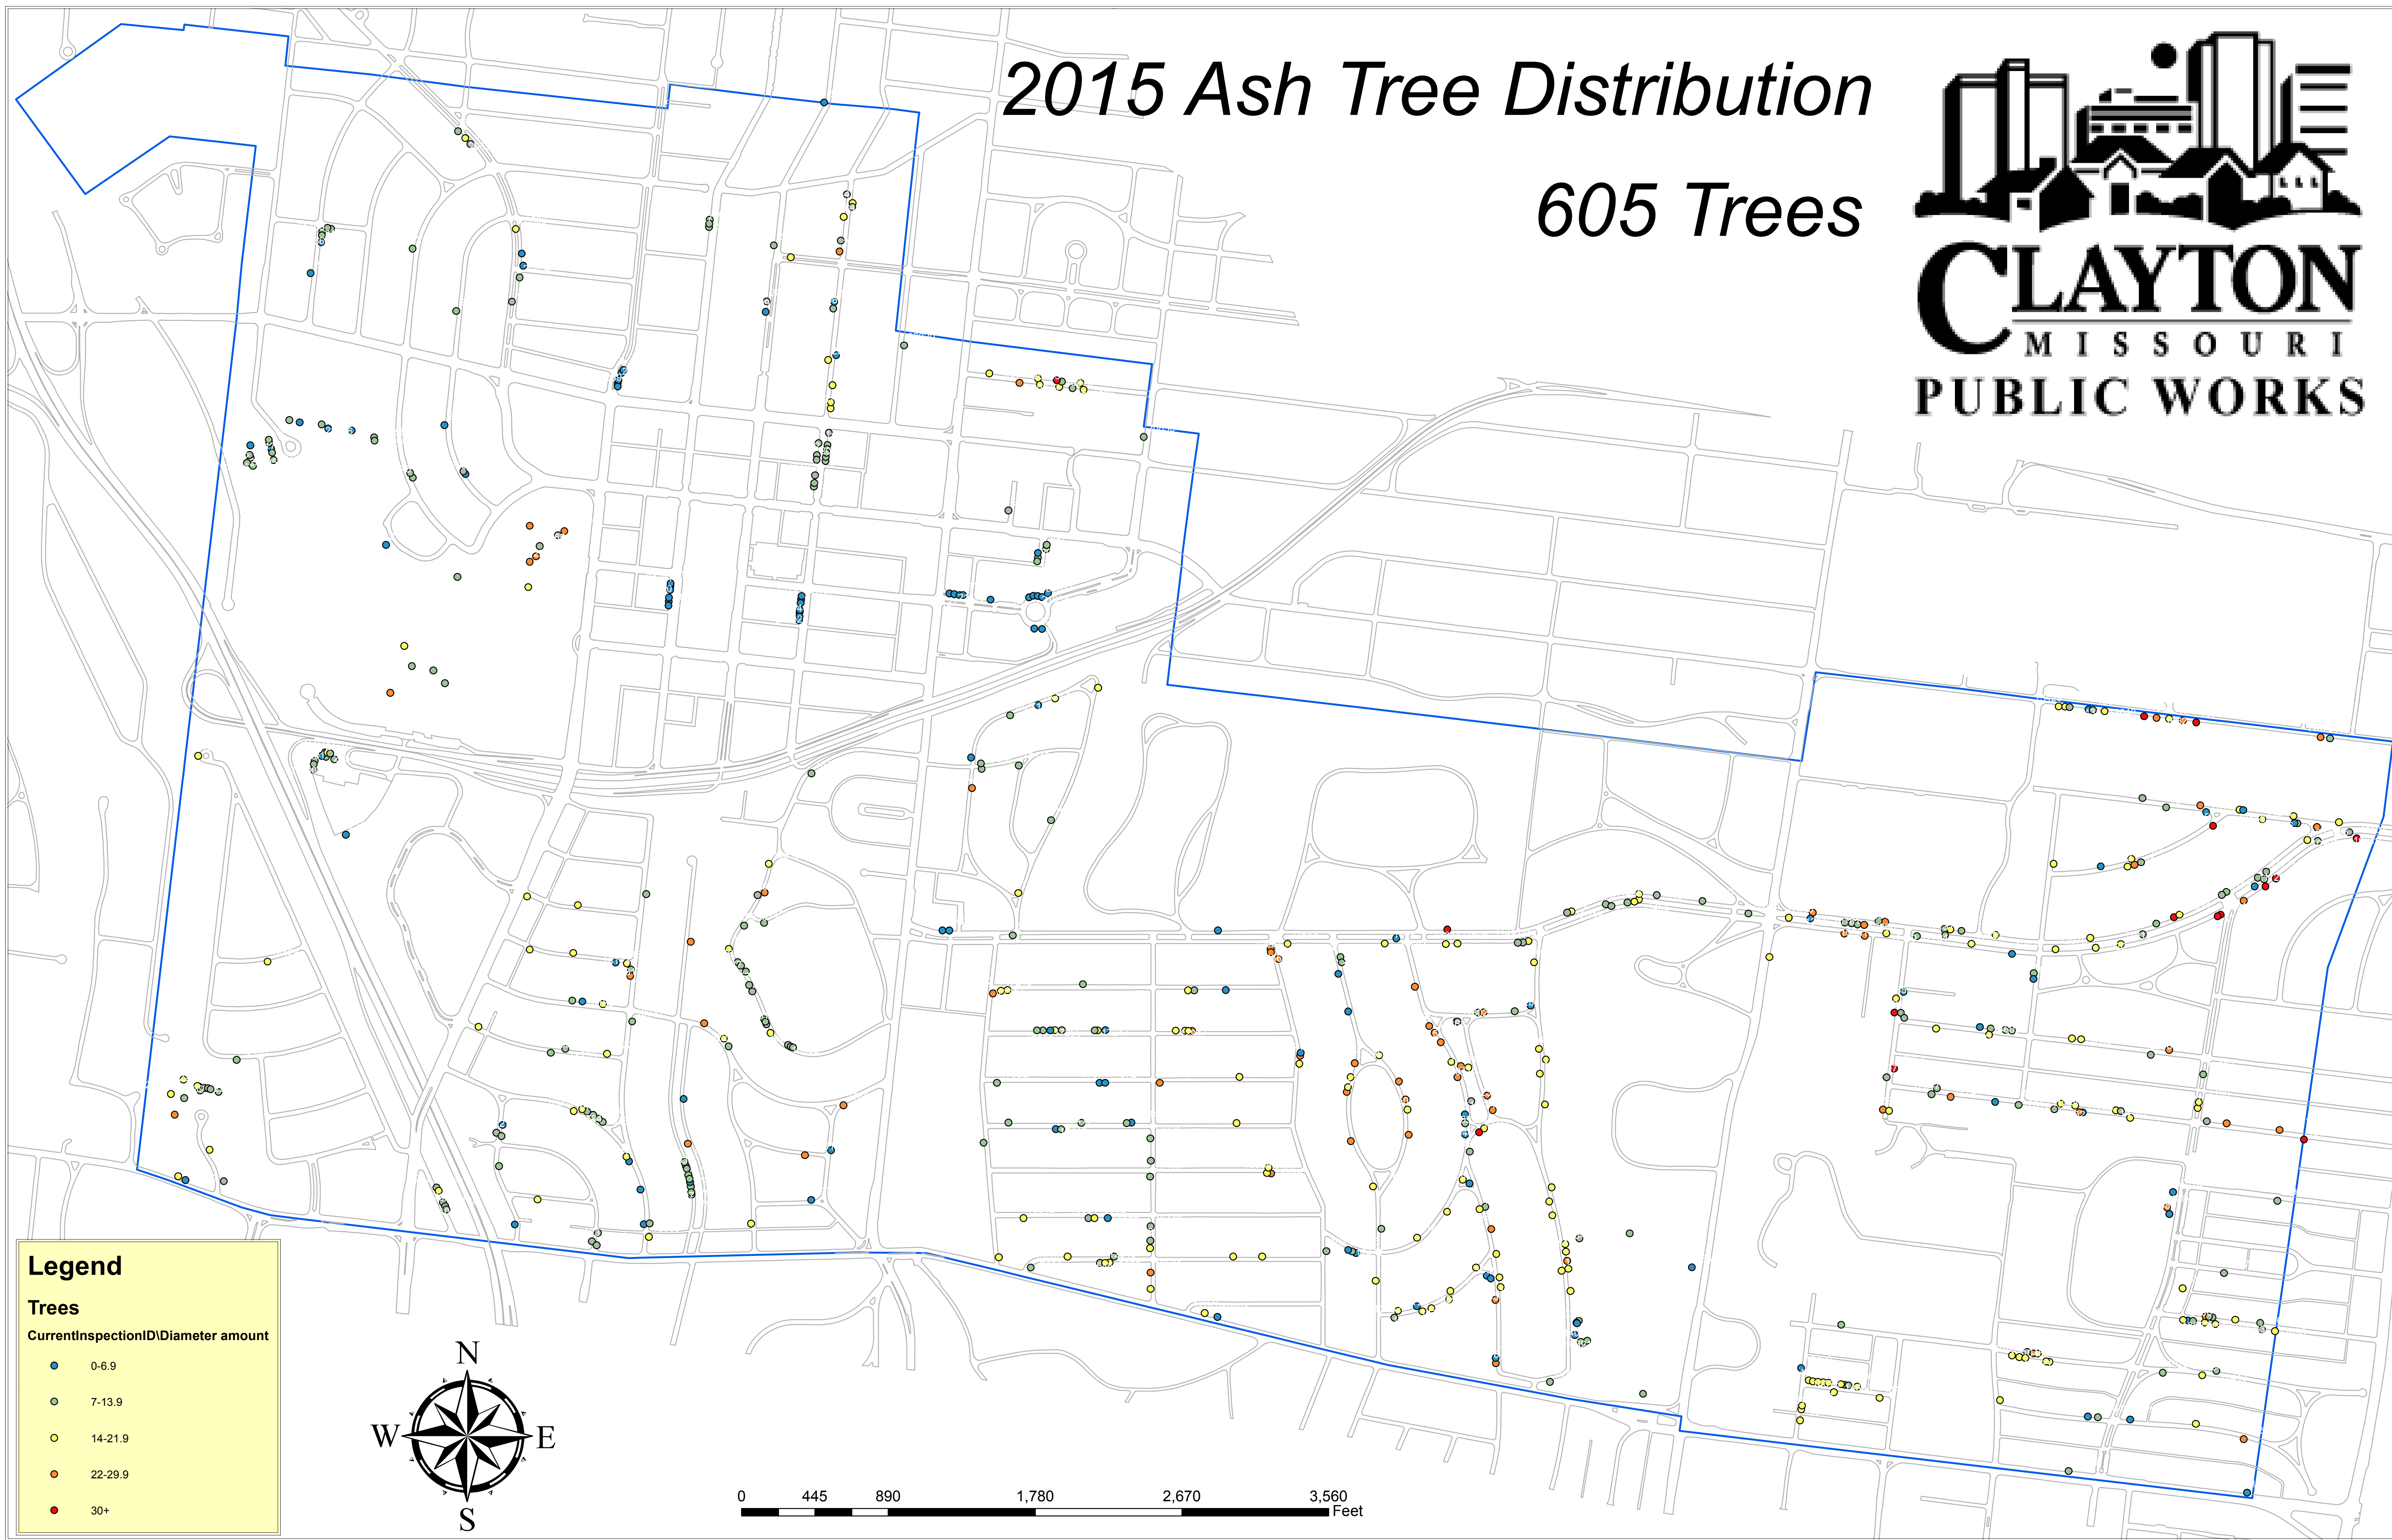 2015 Ash Tree Distribution
605 Trees
CLAYTON
MISSOURI
PUBLIC WORKS
Legend
Trees
CurrentInspectionID\Diameter amount
0-6.9
7-13.9
14-21.9
22-29.9
30+
N
W E
S
0 445 890 1,780 2,670 3,560
Feet